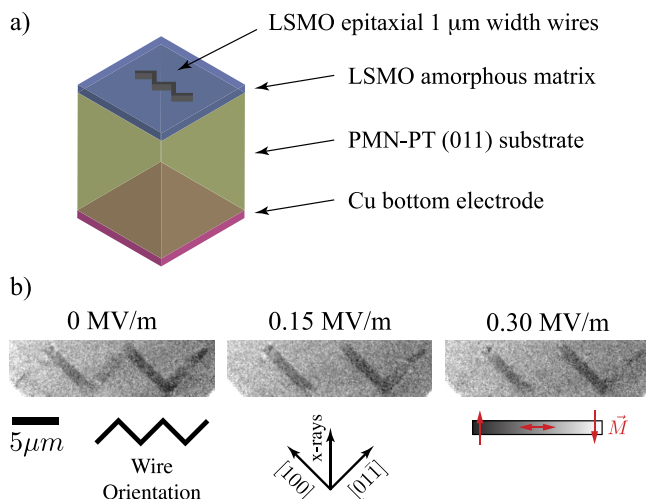 a)
LSMO epitaxial 1 μm width wires
LSMO amorphous matrix
PMN-PT (011) substrate
Cu bottom electrode
b)
0 MV/m
0.15 MV/m
0.30 MV/m
5μm
Wire
Orientation
x-rays
[100]
[011̄]
M⃗